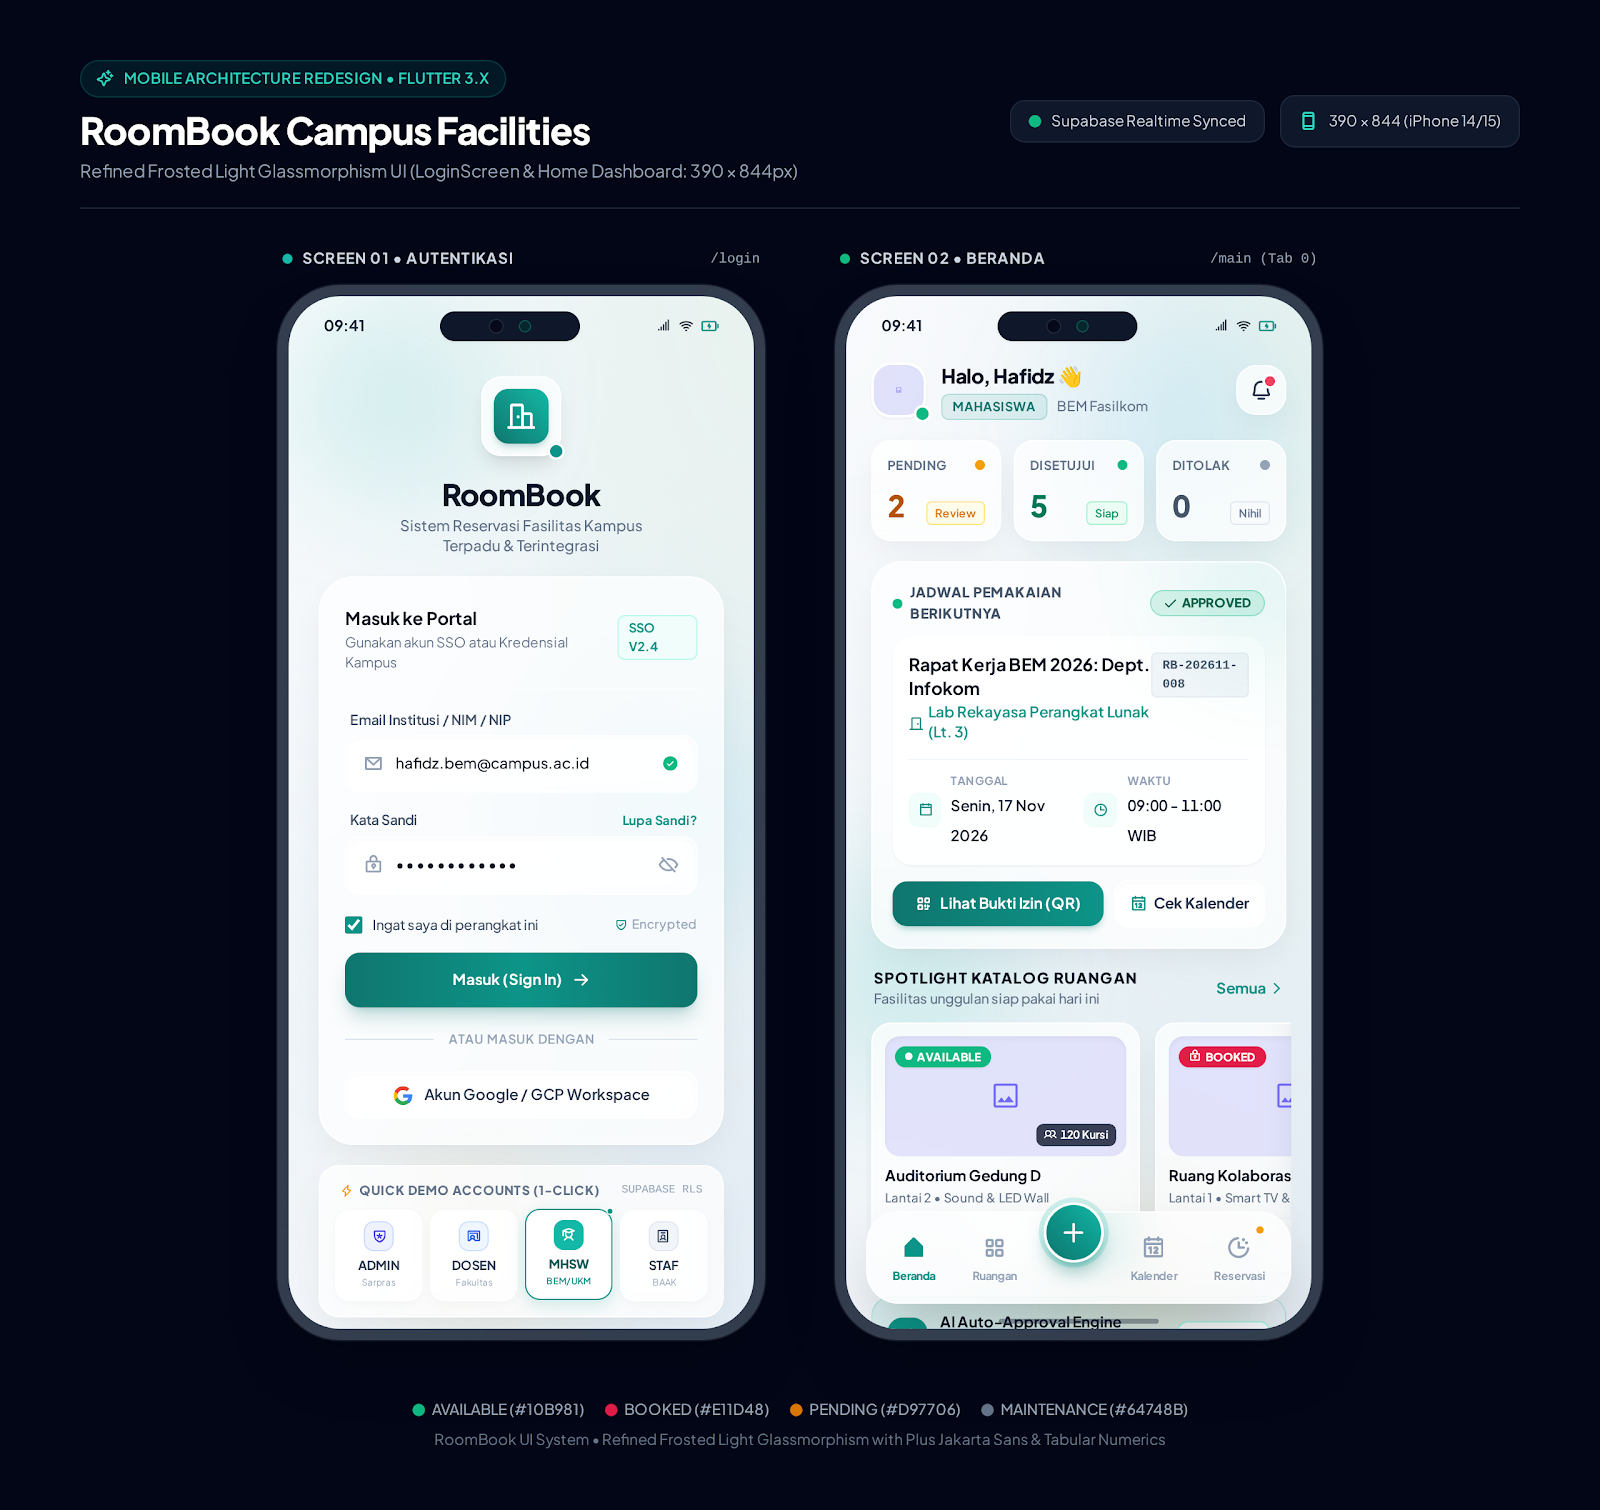 MOBILE ARCHITECTURE REDESIGN • FLUTTER 3.X
RoomBook Campus Facilities
Refined Frosted Light Glassmorphism UI (LoginScreen & Home Dashboard: 390 × 844px)
Supabase Realtime Synced
390 × 844 (iPhone 14/15)
SCREEN 01 • AUTENTIKASI
/login
09:41
RoomBook
Sistem Reservasi Fasilitas Kampus
Terpadu & Terintegrasi
Masuk ke Portal
Gunakan akun SSO atau Kredensial
Kampus
SSO
V2.4
Email Institusi / NIM / NIP
hafidz.bem@campus.ac.id
Kata Sandi
Lupa Sandi?
••••••••••••
Ingat saya di perangkat ini
Encrypted
Masuk (Sign In)
ATAU MASUK DENGAN
Akun Google / GCP Workspace
QUICK DEMO ACCOUNTS (1-CLICK)
SUPABASE RLS
ADMIN
Sarpras
DOSEN
Fakultas
MHSW
BEM/UKM
STAF
BAAK
SCREEN 02 • BERANDA
/main (Tab 0)
09:41
Halo, Hafidz 👋
MAHASISWA
BEM Fasilkom
PENDING
2
Review
DISETUJUI
5
Siap
DITOLAK
0
Nihil
JADWAL PEMAKAIAN
BERIKUTNYA
APPROVED
Rapat Kerja BEM 2026: Dept.
Infokom
RB-202611-
008
Lab Rekayasa Perangkat Lunak
(Lt. 3)
TANGGAL
Senin, 17 Nov
2026
WAKTU
09:00 - 11:00
WIB
Lihat Bukti Izin (QR)
12
Cek Kalender
SPOTLIGHT KATALOG RUANGAN
Fasilitas unggulan siap pakai hari ini
Semua
AVAILABLE
120 Kursi
Auditorium Gedung D
Lantai 2 • Sound & LED Wall
BOOKED
Ruang Kolaboras
Lantai 1 • Smart TV &
Beranda
Ruangan
12
Kalender
Reservasi
AI Auto-Approval Engine
AVAILABLE (#10B981)
BOOKED (#E11D48)
PENDING (#D97706)
MAINTENANCE (#64748B)
RoomBook UI System • Refined Frosted Light Glassmorphism with Plus Jakarta Sans & Tabular Numerics